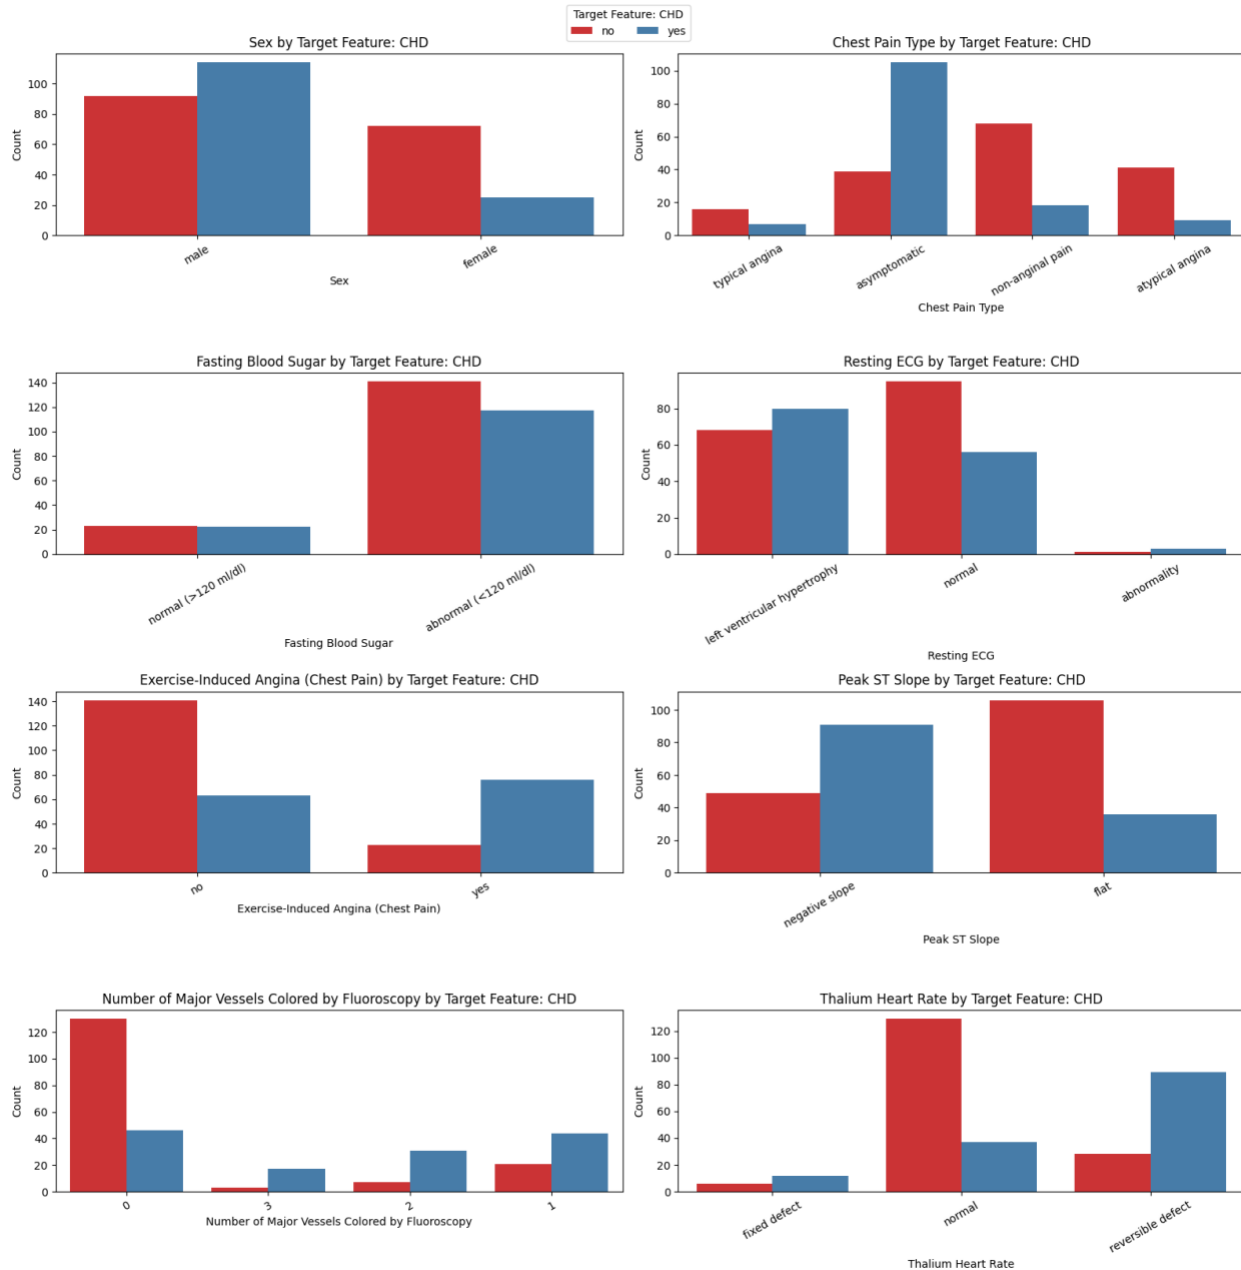 Target Feature: CHD
no yes
Sex by Target Feature: CHD
Count
100
80
60
40
20
0
male female
Sex
Chest Pain Type by Target Feature: CHD
Count
100
80
60
40
20
0
typical angina asymptomatic non-anginal pain atypical angina
Chest Pain Type
Fasting Blood Sugar by Target Feature: CHD
Count
140
120
100
80
60
40
20
0
normal (>120 ml/dl) abnormal (<120 ml/dl)
Fasting Blood Sugar
Resting ECG by Target Feature: CHD
Count
80
60
40
20
0
left ventricular hypertrophy normal abnormality
Resting ECG
Exercise-Induced Angina (Chest Pain) by Target Feature: CHD
Count
140
120
100
80
60
40
20
0
no yes
Exercise-Induced Angina (Chest Pain)
Peak ST Slope by Target Feature: CHD
Count
100
80
60
40
20
0
negative slope flat
Peak ST Slope
Number of Major Vessels Colored by Fluoroscopy by Target Feature: CHD
Count
120
100
80
60
40
20
0
0 3 2 1
Number of Major Vessels Colored by Fluoroscopy
Thalium Heart Rate by Target Feature: CHD
Count
120
100
80
60
40
20
0
fixed defect normal reversible defect
Thalium Heart Rate